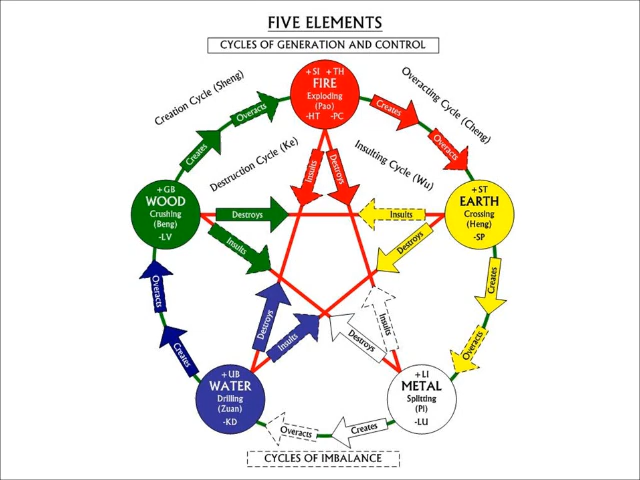 FIVE ELEMENTS
CYCLES OF GENERATION AND CONTROL
Creation Cycle (Sheng)
Overacting Cycle (Cheng)
Destruction Cycle (Ke)
Insulting Cycle (Wu)
+SI +TH
FIRE
Exploding
(Pao)
-HT -PC
Creates
Overacts
Creates
Overacts
Insults
Destroys
+GB
WOOD
Crushing
(Beng)
-LV
Destroys
Insults
Insults
Destroys
+ST
EARTH
Crossing
(Heng)
-SP
Overacts
Creates
Creates
Overacts
Destroys
Insults
Destroys
Insults
+UB
WATER
Drilling
(Zuan)
-KD
+LI
METAL
Splitting
(Pi)
-LU
Overacts
Creates
CYCLES OF IMBALANCE